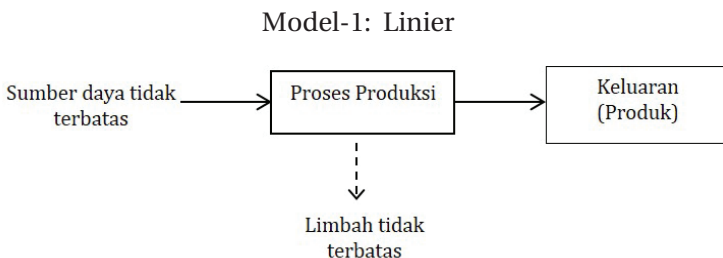 Model-1: Linier
Sumber daya tidak
terbatas
Proses Produksi
Keluaran
(Produk)
Limbah tidak
terbatas